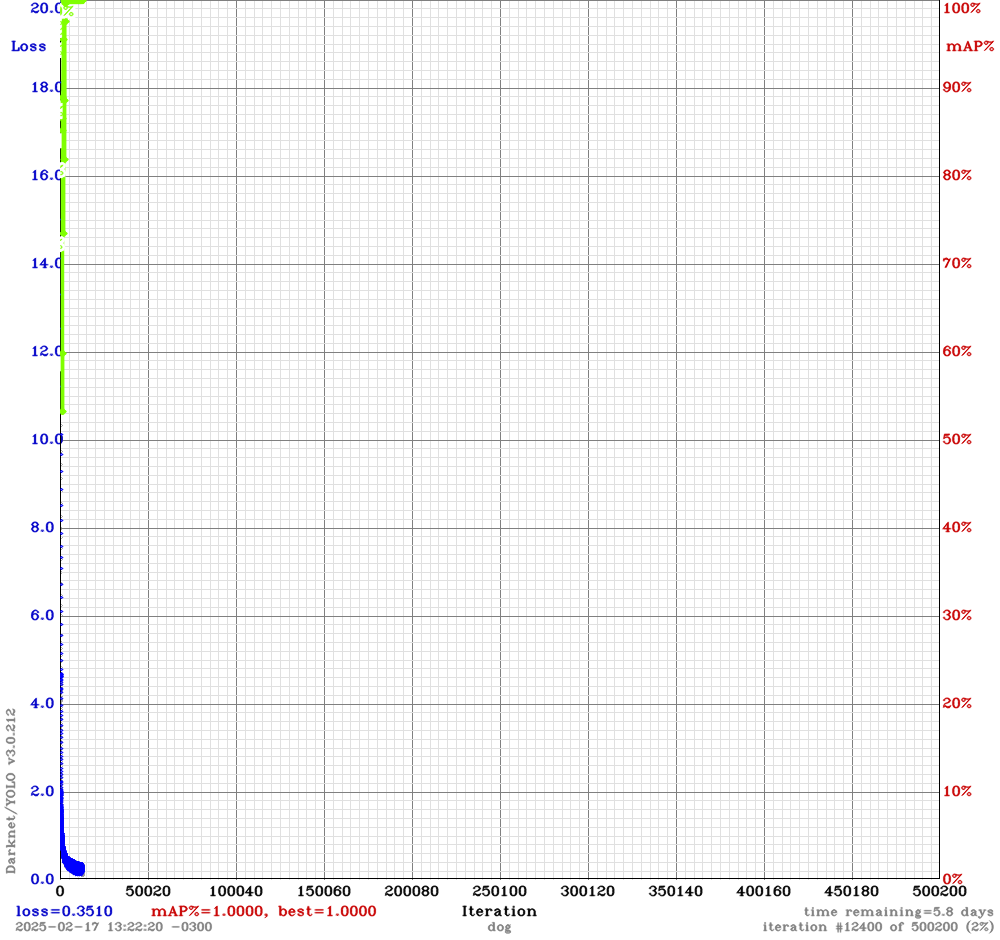 20.0 100%
Loss mAP%
18.0 90%
16.0 80%
14.0 70%
12.0 60%
10.0 50%
8.0 40%
6.0 30%
4.0 20%
2.0 10%
0.0 0%
Darknet/YOLO v3.0.212
0 50020 100040 150060 200080 250100 300120 350140 400160 450180 500200
loss=0.3510 mAP%=1.0000, best=1.0000 Iteration time remaining=5.8 days
2025-02-17 13:22:20 -0300 dog iteration #12400 of 500200 (2%)